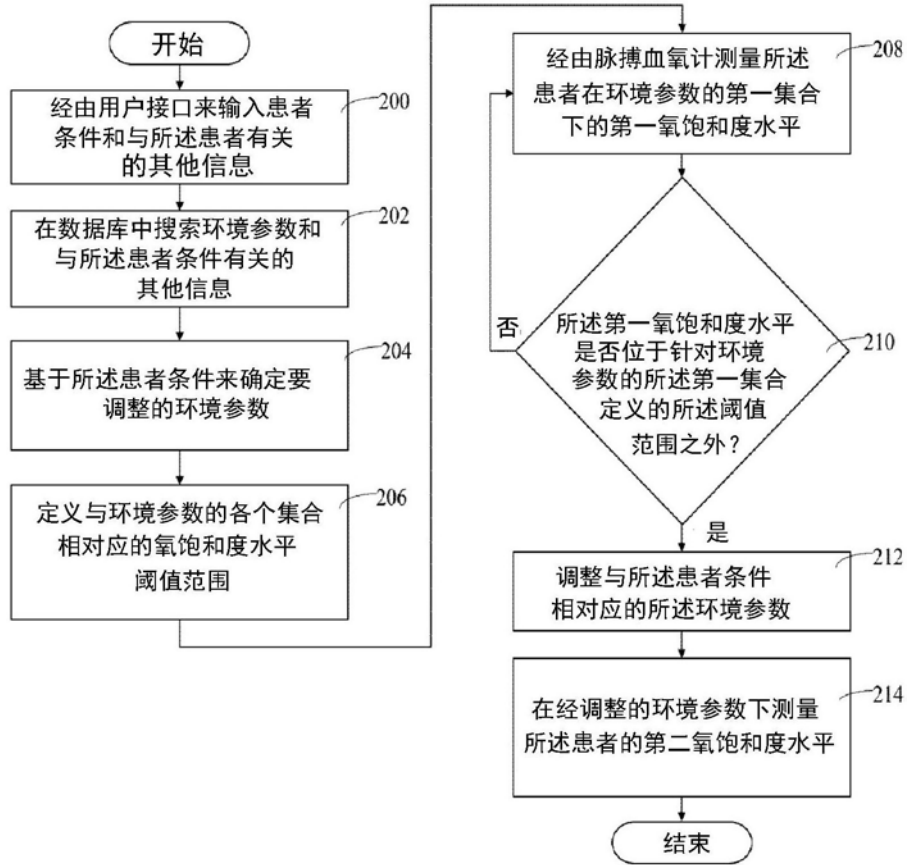 开始
200
经由用户接口来输入患者
条件和与所述患者有关
的其他信息
202
在数据库中搜索环境参数和
与所述患者条件有关的
其他信息
204
基于所述患者条件来确定要
调整的环境参数
206
定义与环境参数的各个集合
相对应的氧饱和度水平
阈值范围
208
经由脉搏血氧计测量所述
患者在环境参数的第一集合
下的第一氧饱和度水平
210
所述第一氧饱和度水平
是否位于针对环境
参数的所述第一集合
定义的所述阈值
范围之外?
否
是
212
调整与所述患者条件
相对应的所述环境参数
214
在经调整的环境参数下测量
所述患者的第二氧饱和度水平
结束